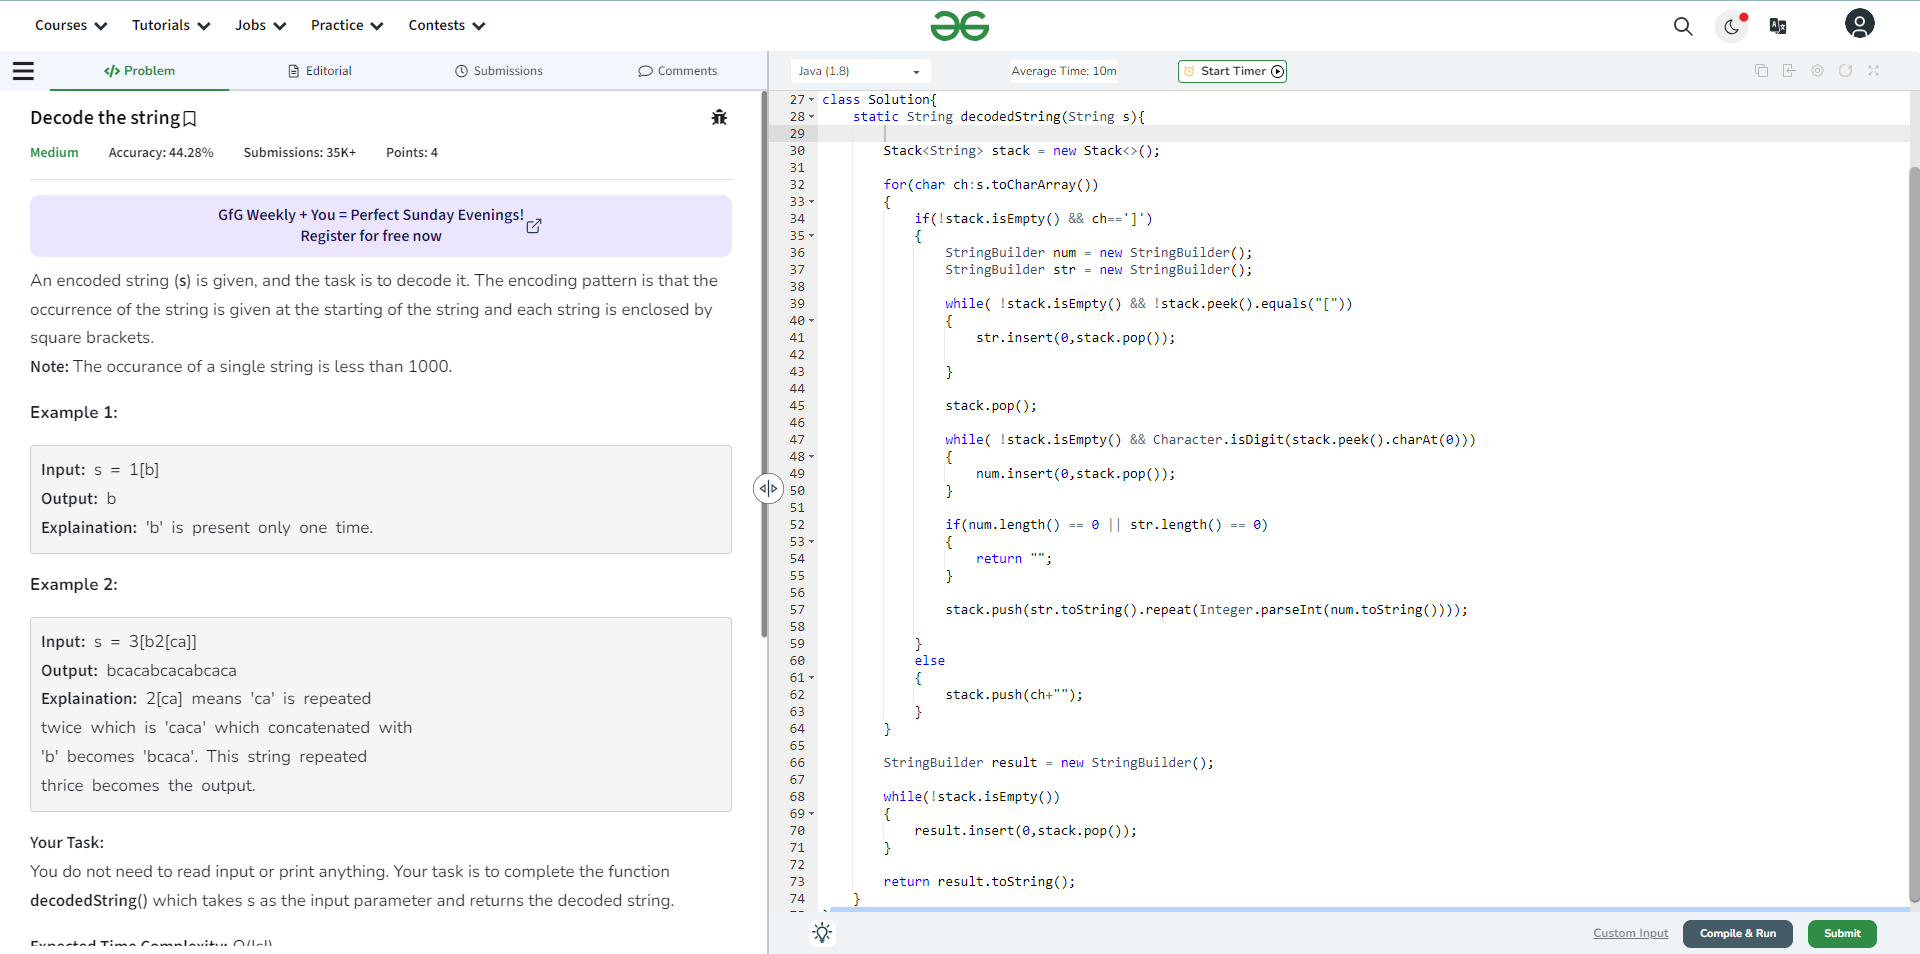 Courses Tutorials Jobs Practice Contests
Problem Editorial Submissions Comments
Java (1.8) Average Time: 10m Start Timer
Decode the string
Medium Accuracy: 44.28% Submissions: 35K+ Points: 4
GfG Weekly + You = Perfect Sunday Evenings!
Register for free now
An encoded string (s) is given, and the task is to decode it. The encoding pattern is that the
occurrence of the string is given at the starting of the string and each string is enclosed by
square brackets.
Note: The occurance of a single string is less than 1000.
Example 1:
Input: s = 1[b]
Output: b
Explaination: 'b' is present only one time.
Example 2:
Input: s = 3[b2[ca]]
Output: bcacabcacabcaca
Explaination: 2[ca] means 'ca' is repeated
twice which is 'caca' which concatenated with
'b' becomes 'bcaca'. This string repeated
thrice becomes the output.
Your Task:
You do not need to read input or print anything. Your task is to complete the function
decodedString() which takes s as the input parameter and returns the decoded string.
Expected Time Complexity: O(|s|)
27 class Solution{
28 static String decodedString(String s){
29
30 Stack<String> stack = new Stack<>();
31
32 for(char ch:s.toCharArray())
33 {
34 if(!stack.isEmpty() && ch==']')
35 {
36 StringBuilder num = new StringBuilder();
37 StringBuilder str = new StringBuilder();
38
39 while( !stack.isEmpty() && !stack.peek().equals("["))
40 {
41 str.insert(0,stack.pop());
42
43 }
44
45 stack.pop();
46
47 while( !stack.isEmpty() && Character.isDigit(stack.peek().charAt(0)))
48 {
49 num.insert(0,stack.pop());
50 }
51
52 if(num.length() == 0 || str.length() == 0)
53 {
54 return "";
55 }
56
57 stack.push(str.toString().repeat(Integer.parseInt(num.toString())));
58
59 }
60 else
61 {
62 stack.push(ch+"");
63 }
64 }
65
66 StringBuilder result = new StringBuilder();
67
68 while(!stack.isEmpty())
69 {
70 result.insert(0,stack.pop());
71 }
72
73 return result.toString();
74 }
Custom Input Compile & Run Submit